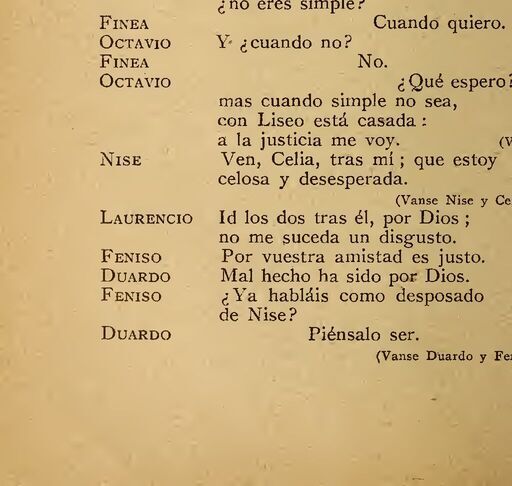 ¿no eres simple?
FINEA Cuando quiero.
OCTAVIO Y ¿cuando no?
FINEA No.
OCTAVIO ¿Qué espero?
mas cuando simple no sea,
con Liseo está casada :
a la justicia me voy. (V
NISE Ven, Celia, tras mí ; que estoy
celosa y desesperada.
(Vanse Nise y Ce
LAURENCIO Id los dos tras él, por Dios ;
no me suceda un disgusto.
FENISO Por vuestra amistad es justo.
DUARDO Mal hecho ha sido por Dios.
FENISO ¿Ya habláis como desposado
de Nise?
DUARDO Piénsalo ser.
(Vanse Duardo y Fe